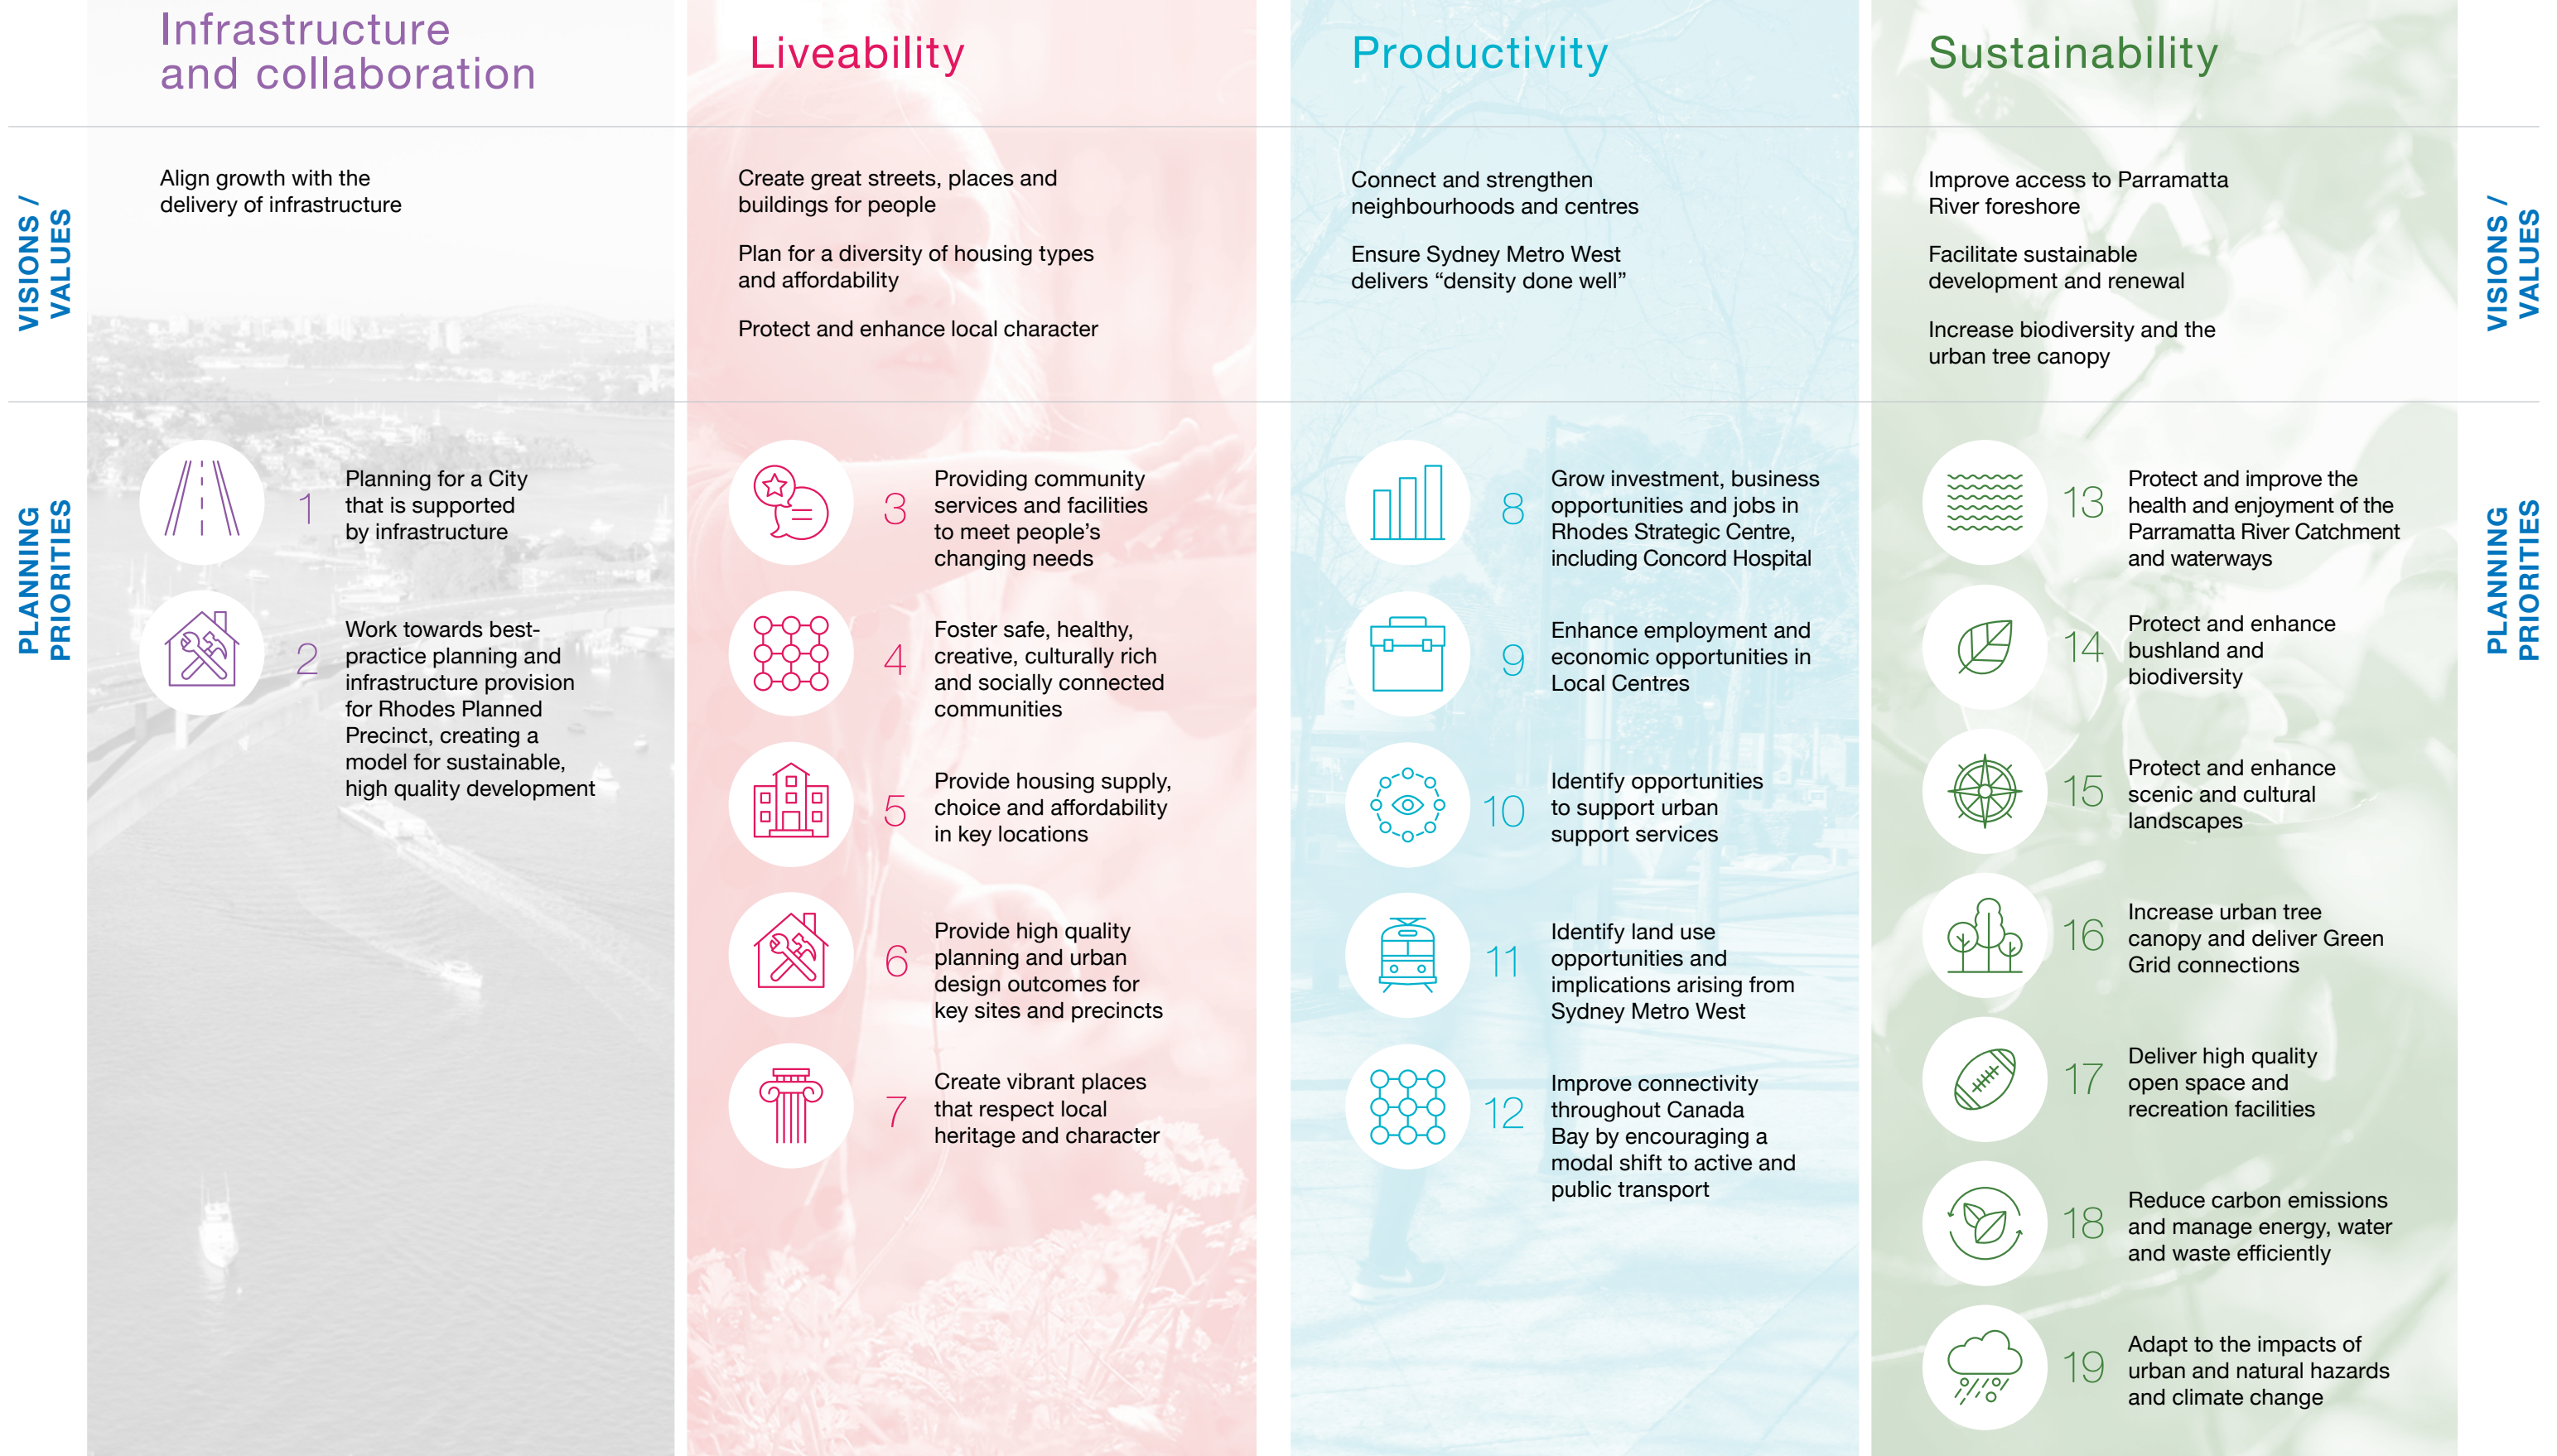 Infrastructure
and collaboration
Liveability
Productivity
Sustainability
VISIONS /
VALUES
Align growth with the
delivery of infrastructure
Create great streets, places and
buildings for people
Plan for a diversity of housing types
and affordability
Protect and enhance local character
Connect and strengthen
neighbourhoods and centres
Ensure Sydney Metro West
delivers “density done well”
Improve access to Parramatta
River foreshore
Facilitate sustainable
development and renewal
Increase biodiversity and the
urban tree canopy
VISIONS /
VALUES
PLANNING
PRIORITIES
1
Planning for a City
that is supported
by infrastructure
2
Work towards best-
practice planning and
infrastructure provision
for Rhodes Planned
Precinct, creating a
model for sustainable,
high quality development
3
Providing community
services and facilities
to meet people’s
changing needs
4
Foster safe, healthy,
creative, culturally rich
and socially connected
communities
5
Provide housing supply,
choice and affordability
in key locations
6
Provide high quality
planning and urban
design outcomes for
key sites and precincts
7
Create vibrant places
that respect local
heritage and character
8
Grow investment, business
opportunities and jobs in
Rhodes Strategic Centre,
including Concord Hospital
9
Enhance employment and
economic opportunities in
Local Centres
10
Identify opportunities
to support urban
support services
11
Identify land use
opportunities and
implications arising from
Sydney Metro West
12
Improve connectivity
throughout Canada
Bay by encouraging a
modal shift to active and
public transport
13
Protect and improve the
health and enjoyment of the
Parramatta River Catchment
and waterways
14
Protect and enhance
bushland and
biodiversity
15
Protect and enhance
scenic and cultural
landscapes
16
Increase urban tree
canopy and deliver Green
Grid connections
17
Deliver high quality
open space and
recreation facilities
18
Reduce carbon emissions
and manage energy, water
and waste efficiently
19
Adapt to the impacts of
urban and natural hazards
and climate change
PLANNING
PRIORITIES